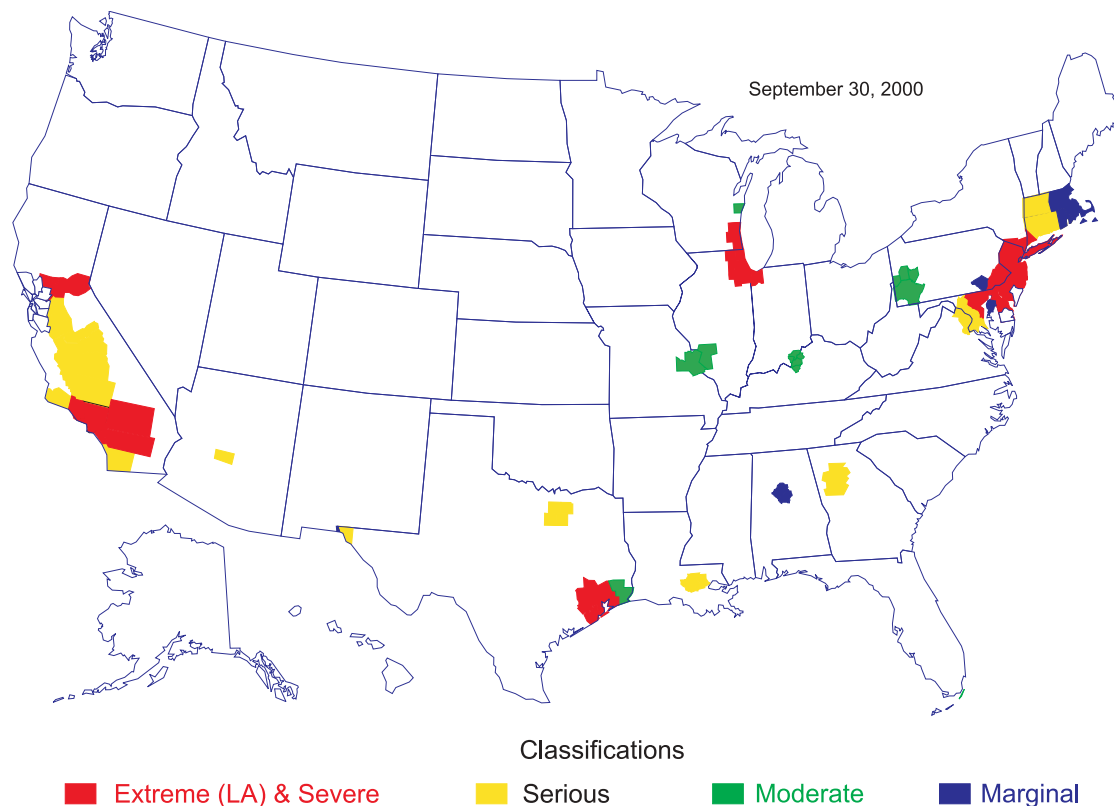 September 30, 2000
Classifications
Extreme (LA) & Severe Serious Moderate Marginal